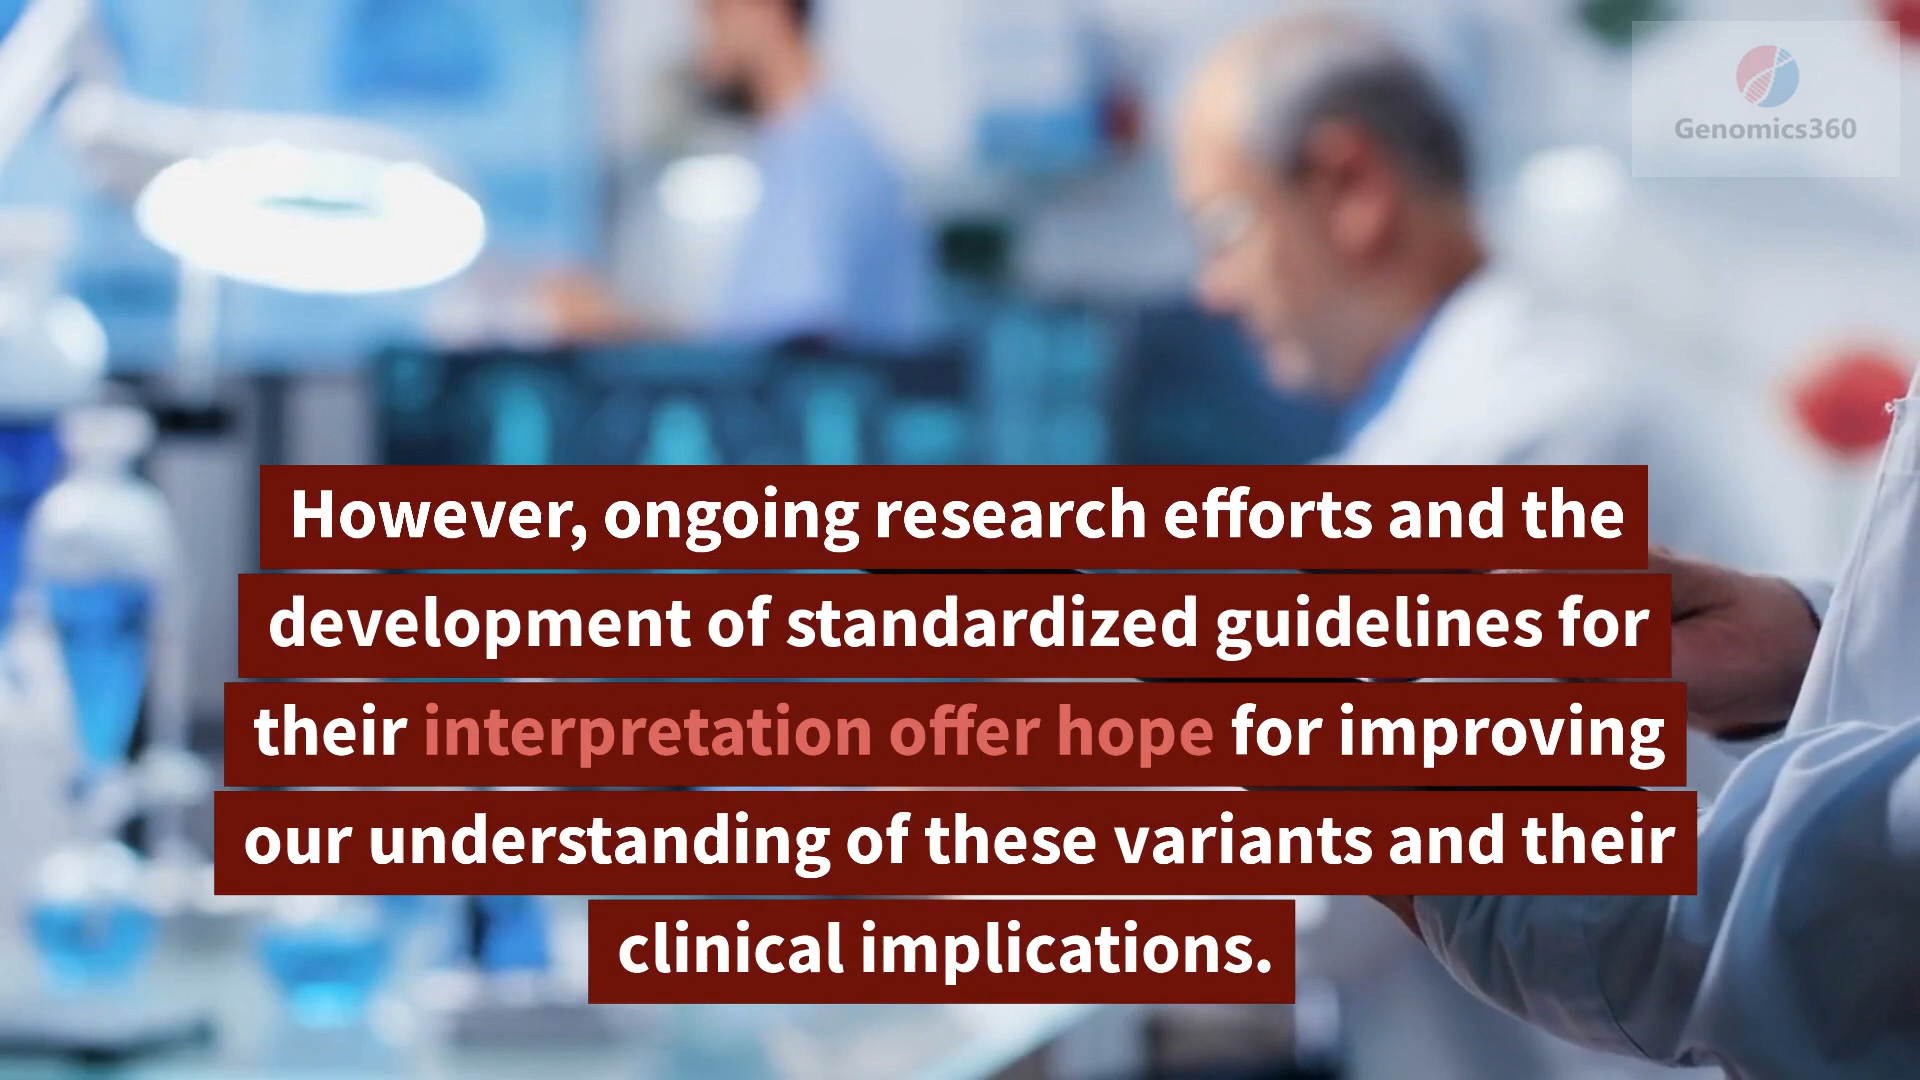 Genomics360
However, ongoing research efforts and the
development of standardized guidelines for
their interpretation offer hope for improving
our understanding of these variants and their
clinical implications.